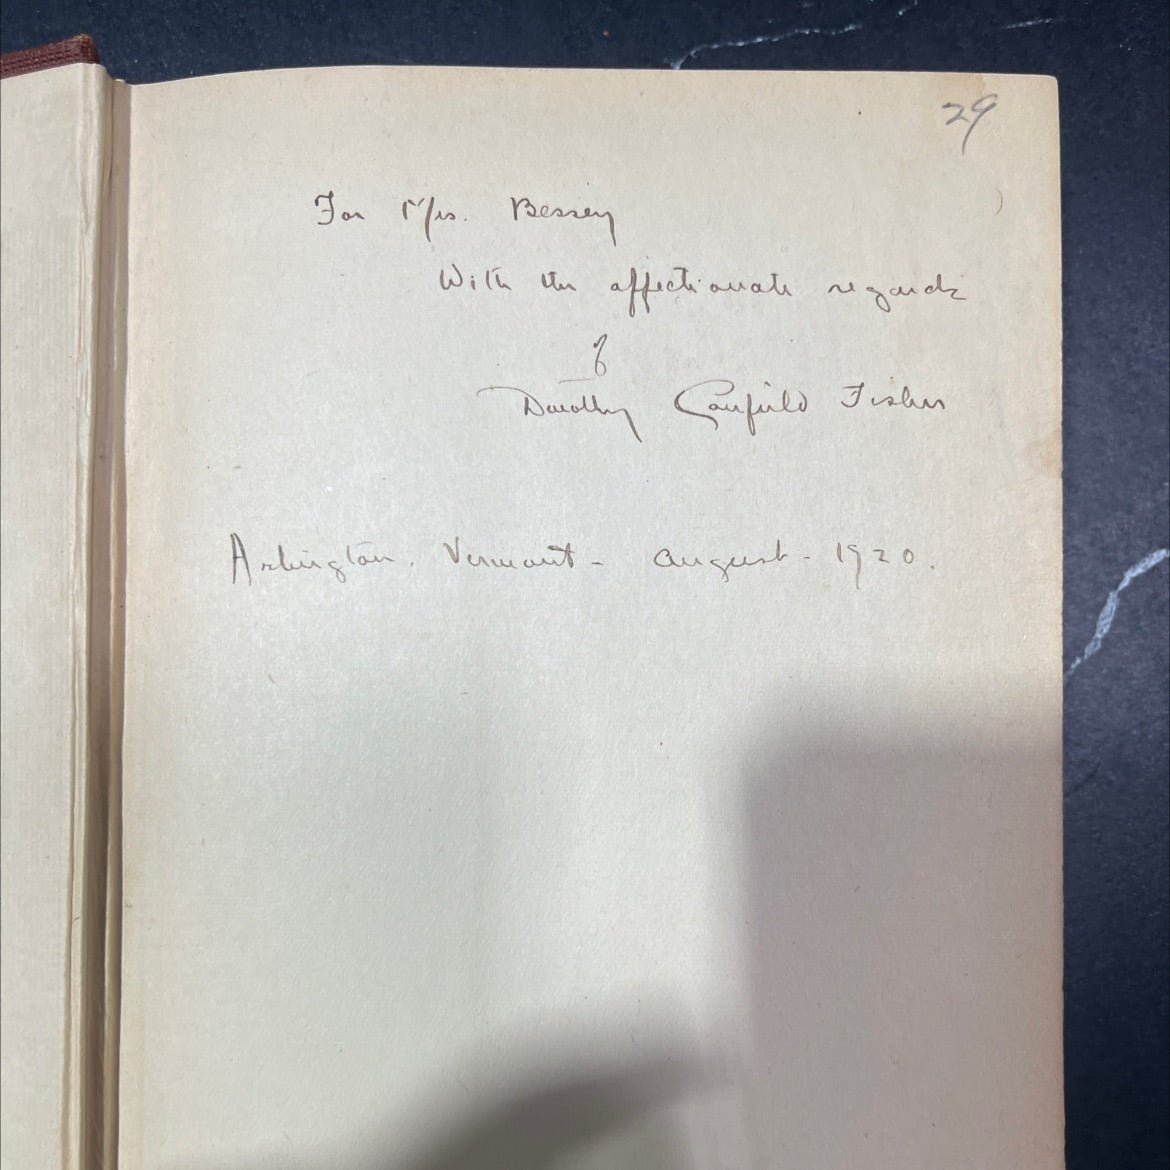 29
For Mrs. Bessey
With the affectionate regards
of
Dorothy Canfield Fisher
Arlington, Vermont - August - 1920.